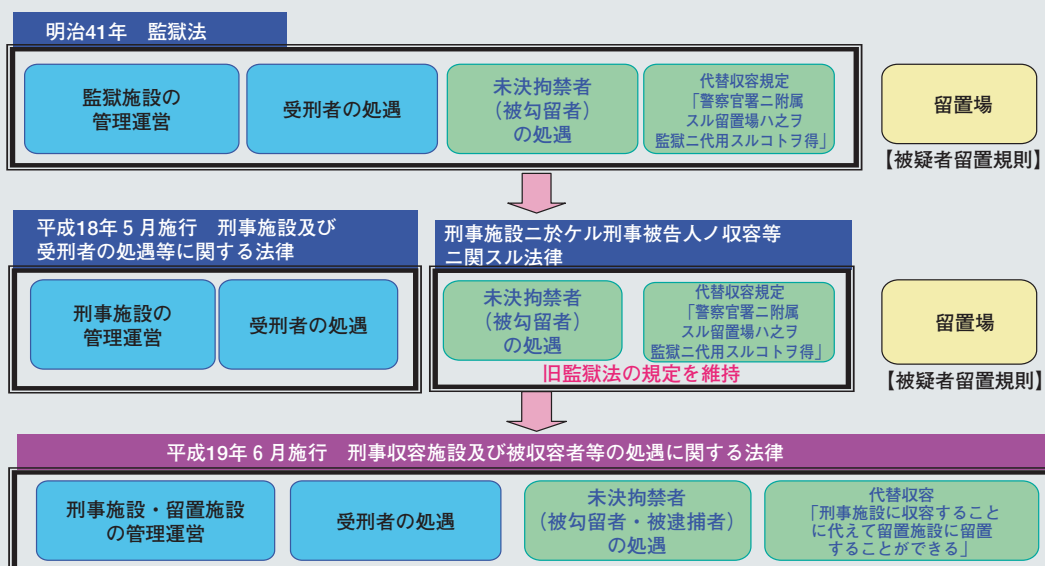 明治41年　監獄法
監獄施設の
管理運営
受刑者の処遇
未決拘禁者
（被勾留者）
の処遇
代替収容規定
「警察官署ニ附属
スル留置場ハ之ヲ
監獄ニ代用スルコトヲ得」
留置場
【被疑者留置規則】
平成18年５月施行　刑事施設及び
受刑者の処遇等に関する法律
刑事施設の
管理運営
受刑者の処遇
刑事施設ニ於ケル刑事被告人ノ収容等
ニ関スル法律
未決拘禁者
（被勾留者）
の処遇
代替収容規定
「警察官署ニ附属
スル留置場ハ之ヲ
監獄ニ代用スルコトヲ得」
旧監獄法の規定を維持
留置場
【被疑者留置規則】
平成19年６月施行　刑事収容施設及び被収容者等の処遇に関する法律
刑事施設・留置施設
の管理運営
受刑者の処遇
未決拘禁者
（被勾留者・被逮捕者）
の処遇
代替収容
「刑事施設に収容すること
に代えて留置施設に留置
することができる」